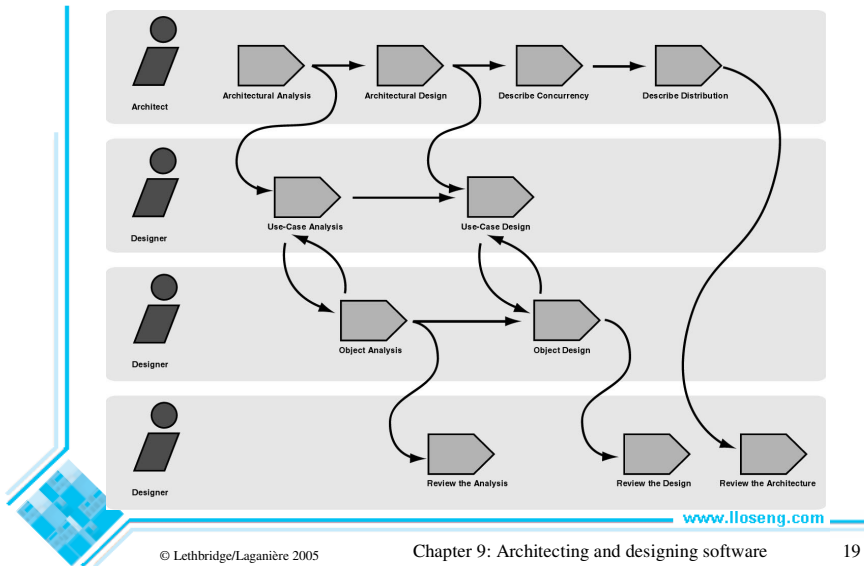 Architectural Analysis
Architectural Design
Describe Concurrency
Describe Distribution
Architect
Use-Case Analysis
Use-Case Design
Designer
Object Analysis
Object Design
Designer
Review the Analysis
Review the Design
Review the Architecture
Designer
www.lloseng.com
© Lethbridge/Laganière 2005
Chapter 9: Architecting and designing software
19